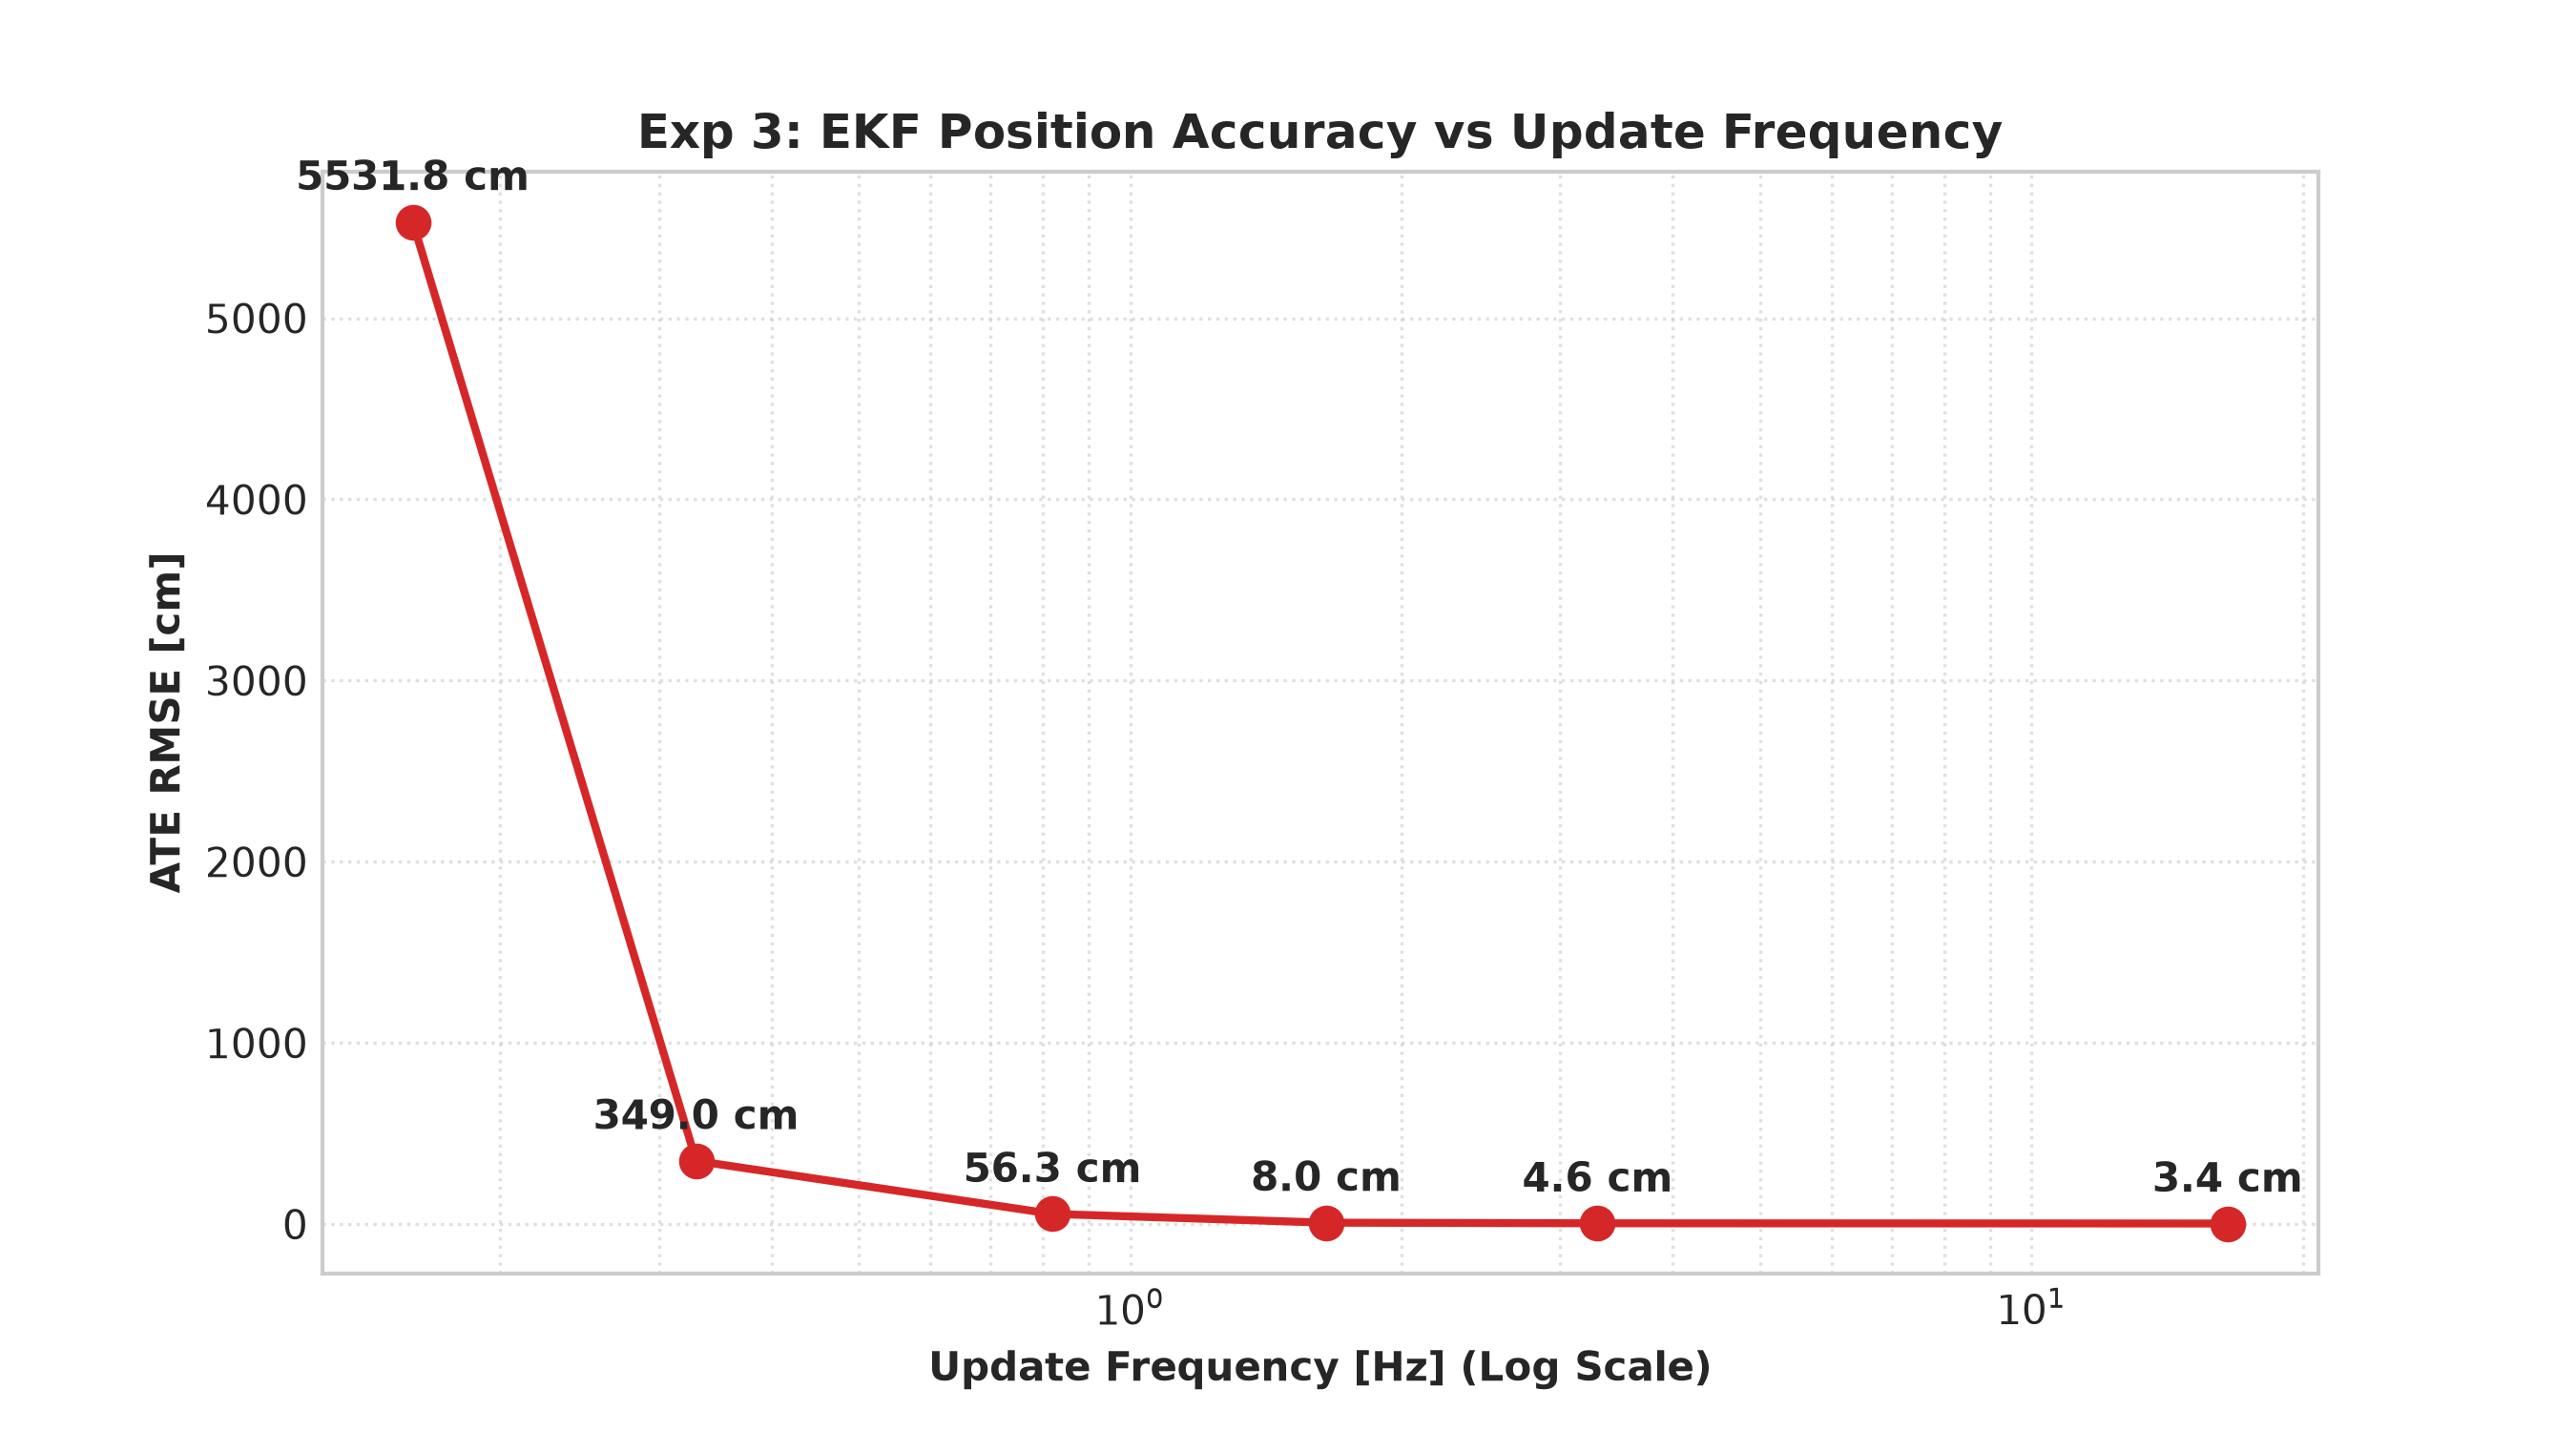 Exp 3: EKF Position Accuracy vs Update Frequency
5531.8 cm
5000
4000
3000
2000
1000
0
ATE RMSE [cm]
349.0 cm
56.3 cm
8.0 cm
4.6 cm
3.4 cm
10⁰
10¹
Update Frequency [Hz] (Log Scale)